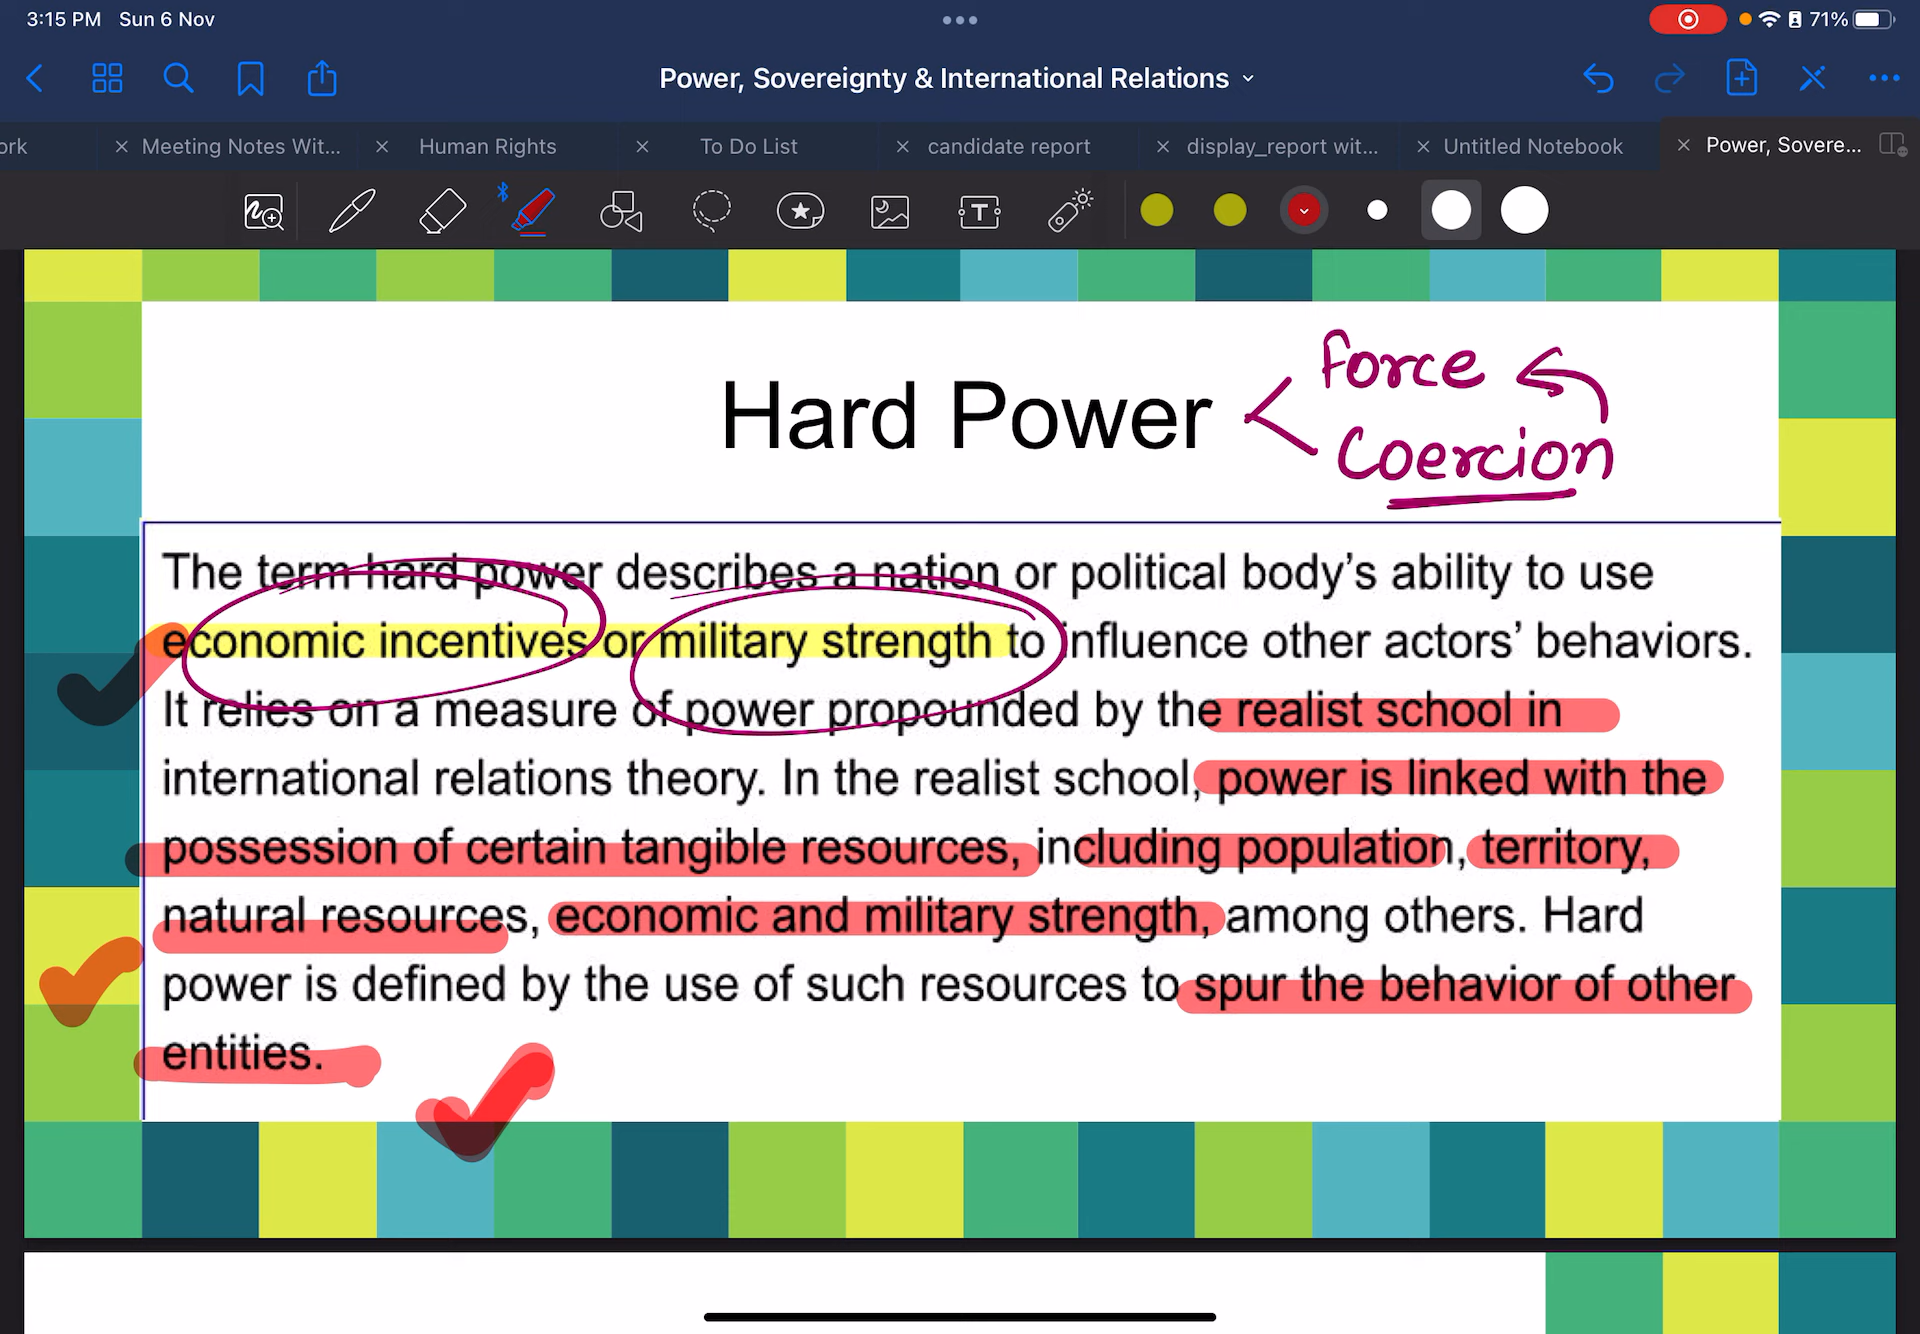 3:15 PM Sun 6 Nov
71%
Power, Sovereignty & International Relations
ork
Meeting Notes Wit...
Human Rights
To Do List
candidate report
display_report wit...
Untitled Notebook
Power, Sovere...
T
Force
Hard Power
Coercion
The term hard power describes a nation or political body’s ability to use
economic incentives or military strength to influence other actors’ behaviors.
It relies on a measure of power propounded by the realist school in
international relations theory. In the realist school, power is linked with the
possession of certain tangible resources, including population, territory,
natural resources, economic and military strength, among others. Hard
power is defined by the use of such resources to spur the behavior of other
entities.